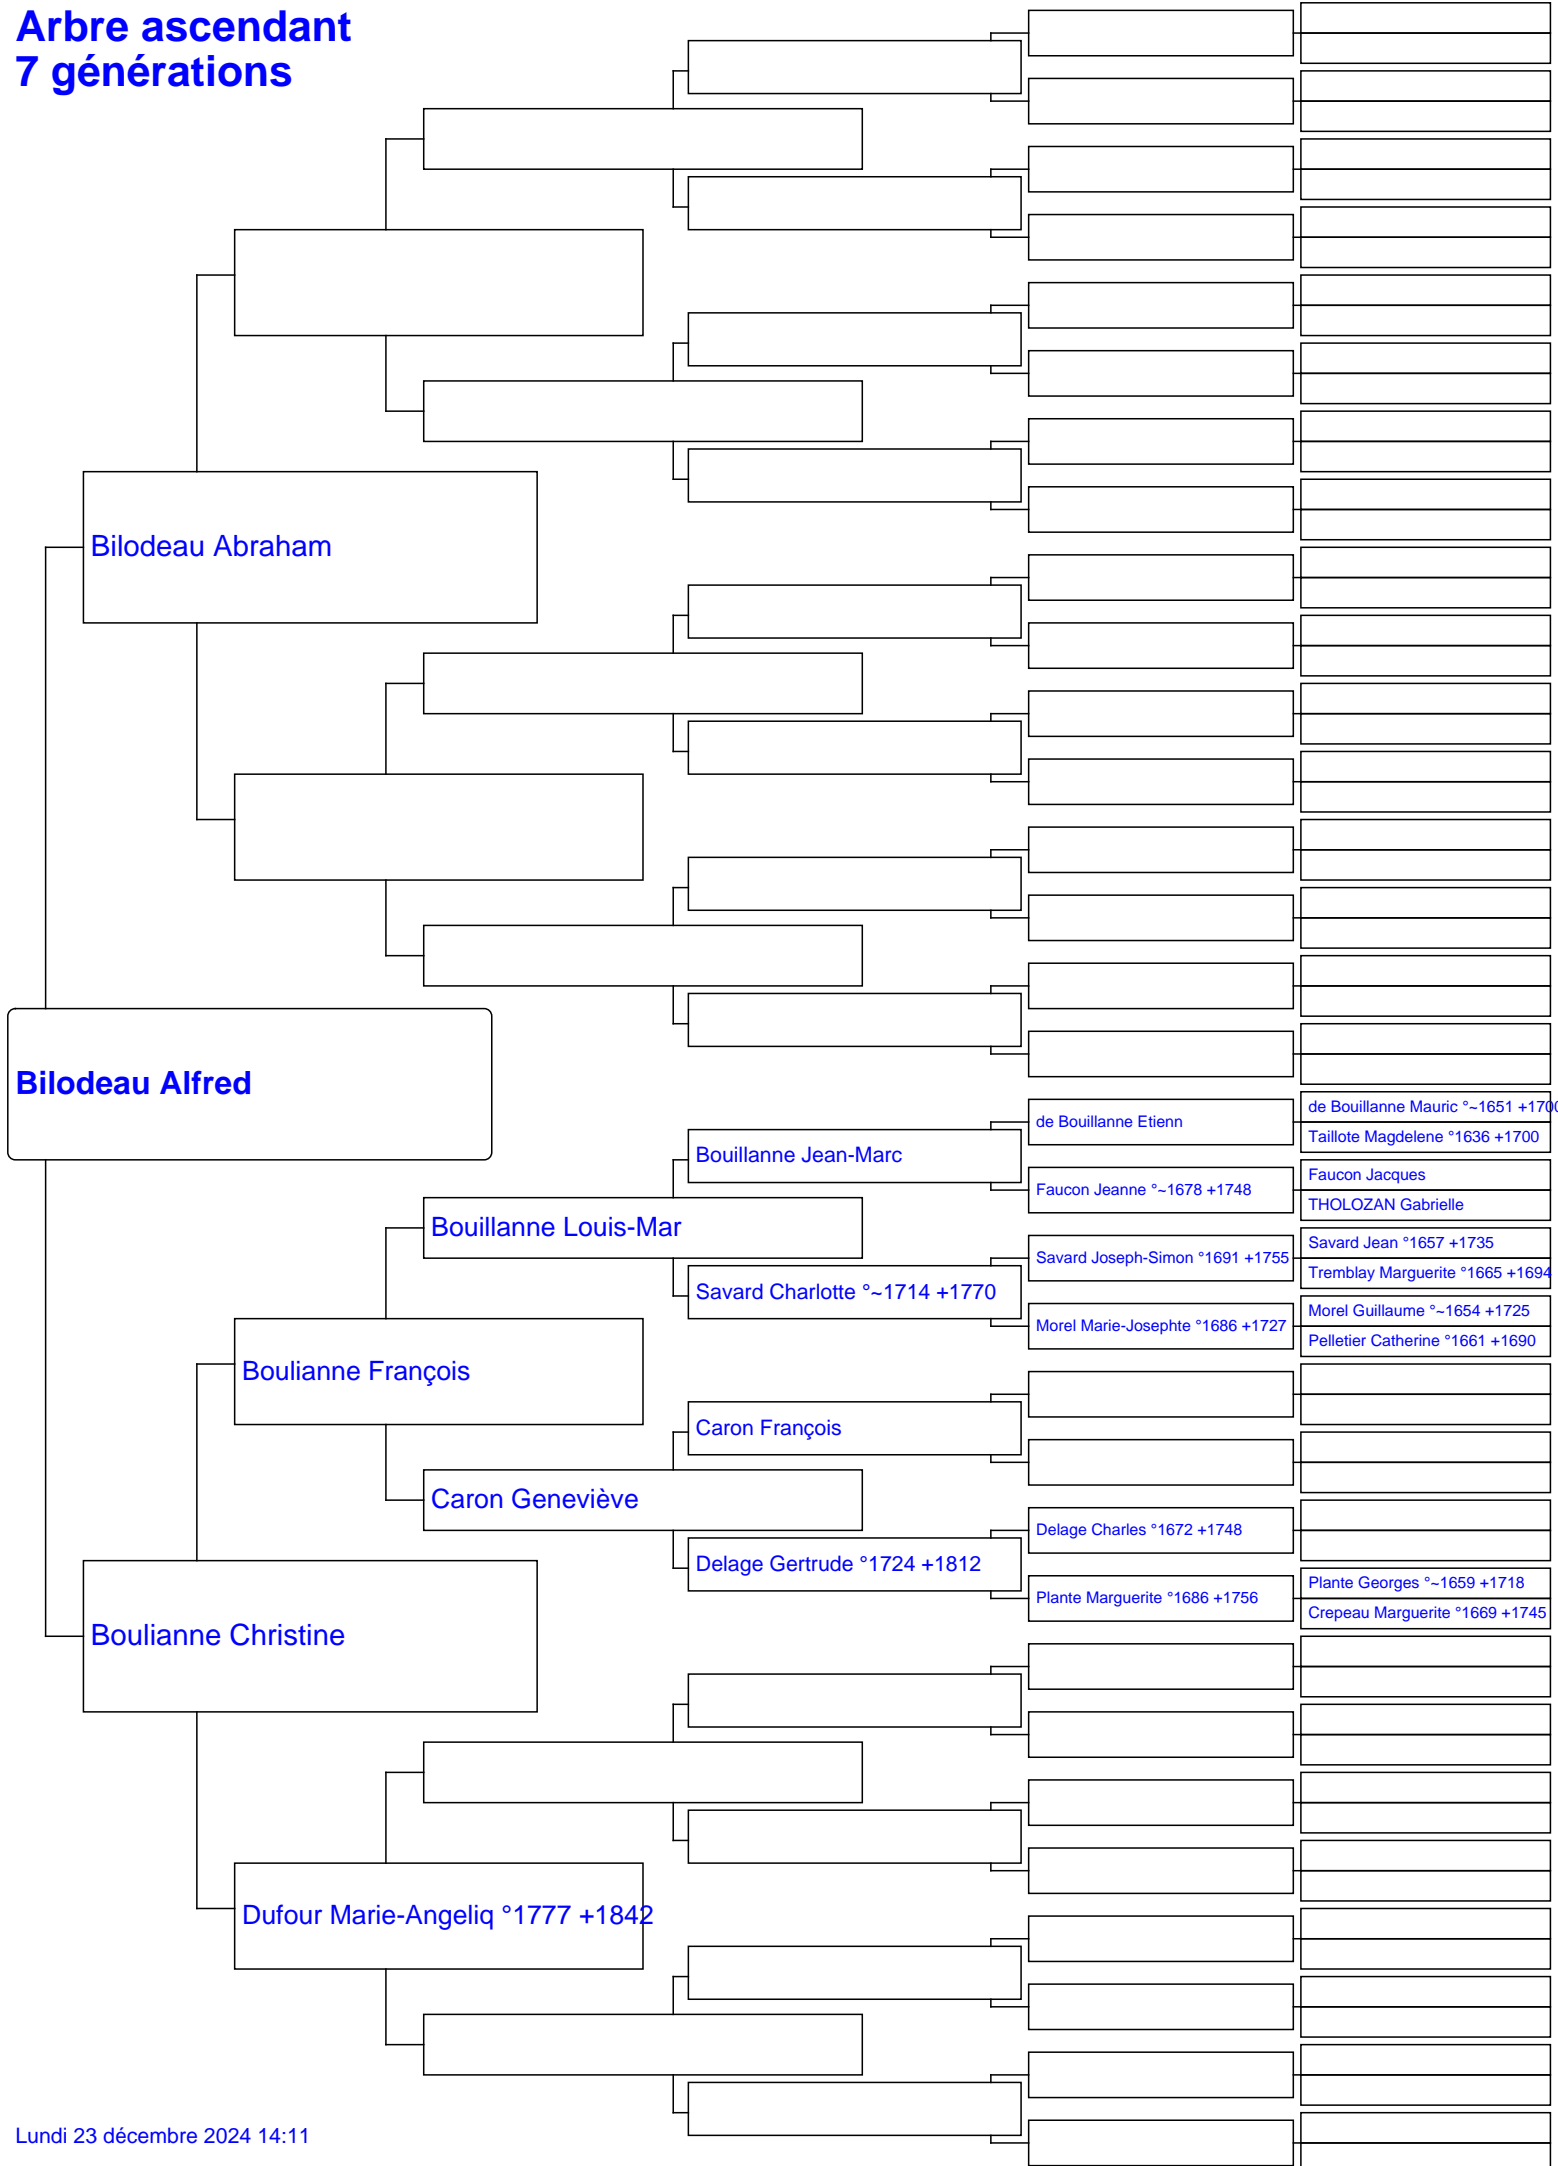 Arbre ascendant
7 générations
Bilodeau Abraham
Bilodeau Alfred
de Bouillanne Etienn
de Bouillanne Mauric °~1651 +1700
Taillote Magdelene °1636 +1700
Bouillanne Jean-Marc
Faucon Jeanne °~1678 +1748
Faucon Jacques
THOLOZAN Gabrielle
Bouillanne Louis-Mar
Savard Joseph-Simon °1691 +1755
Savard Jean °1657 +1735
Tremblay Marguerite °1665 +1694
Savard Charlotte °~1714 +1770
Morel Marie-Josephte °1686 +1727
Morel Guillaume °~1654 +1725
Pelletier Catherine °1661 +1690
Boulianne François
Caron François
Caron Geneviève
Delage Charles °1672 +1748
Delage Gertrude °1724 +1812
Plante Marguerite °1686 +1756
Plante Georges °~1659 +1718
Crepeau Marguerite °1669 +1745
Boulianne Christine
Dufour Marie-Angeliq °1777 +1842
Lundi 23 décembre 2024 14:11